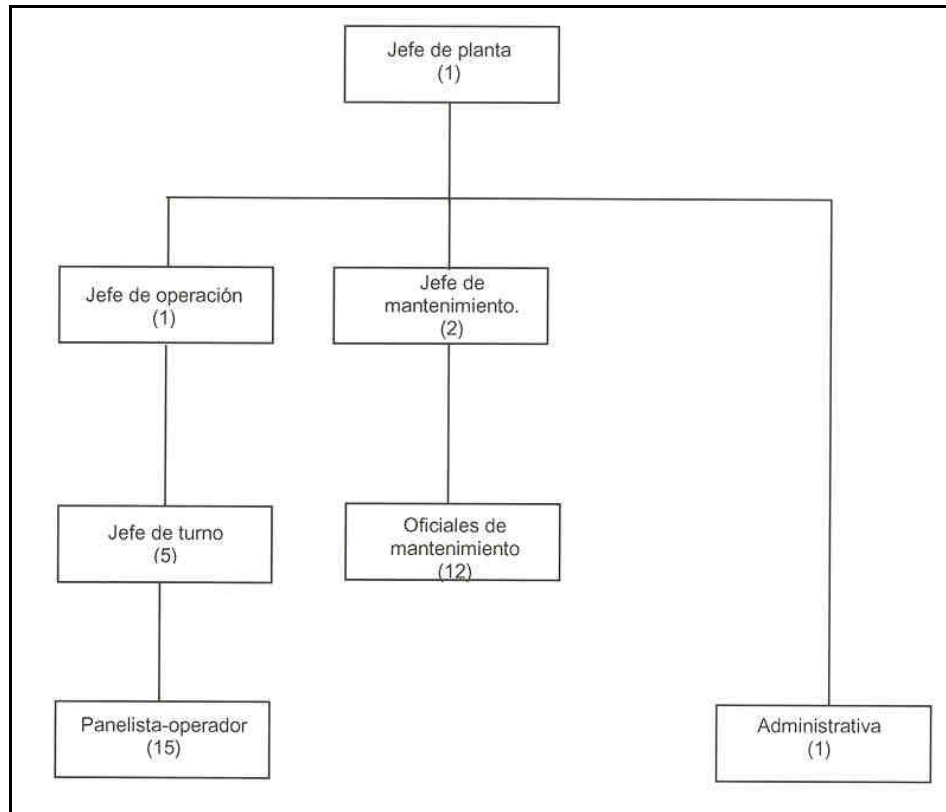 Jefe de planta
(1)
Jefe de operación
(1)
Jefe de
mantenimiento.
(2)
Jefe de turno
(5)
Oficiales de
mantenimiento
(12)
Panelista-operador
(15)
Administrativa
(1)